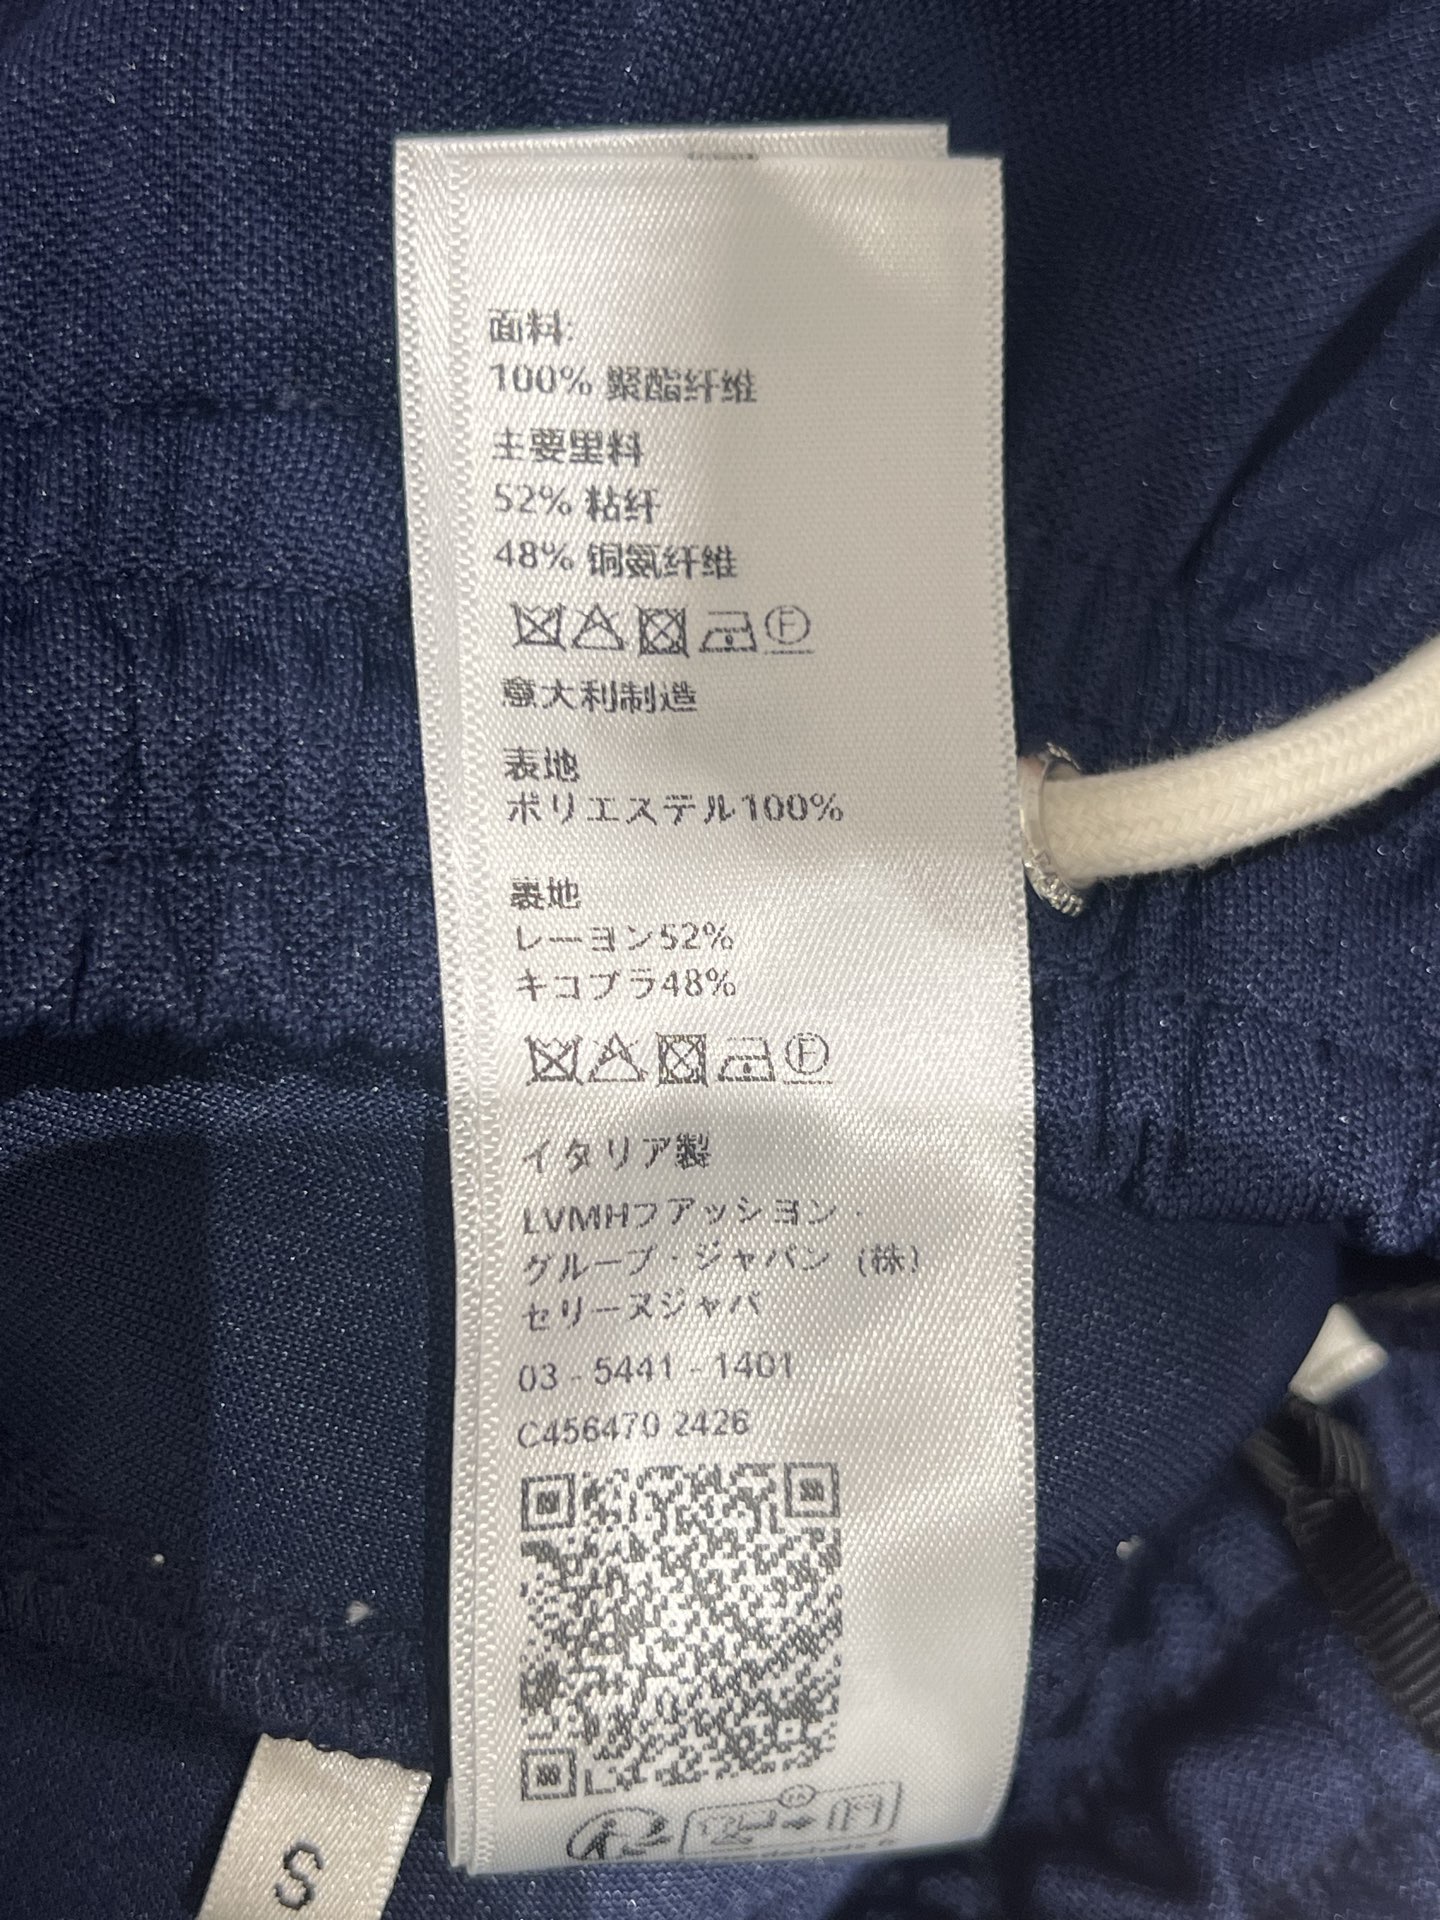 面料:
100% 聚酯纤维
主要里料
52% 粘纤
48% 铜氨纤维
F
意大利制造
表地
ポリエステル100%
裏地
レーヨン52%
キュプラ48%
F
イタリア製
LVMHファッション・
グループ・ジャパン (株)
セリーヌジャパ
03 - 5441 - 1401
C456470 2426
FR
S